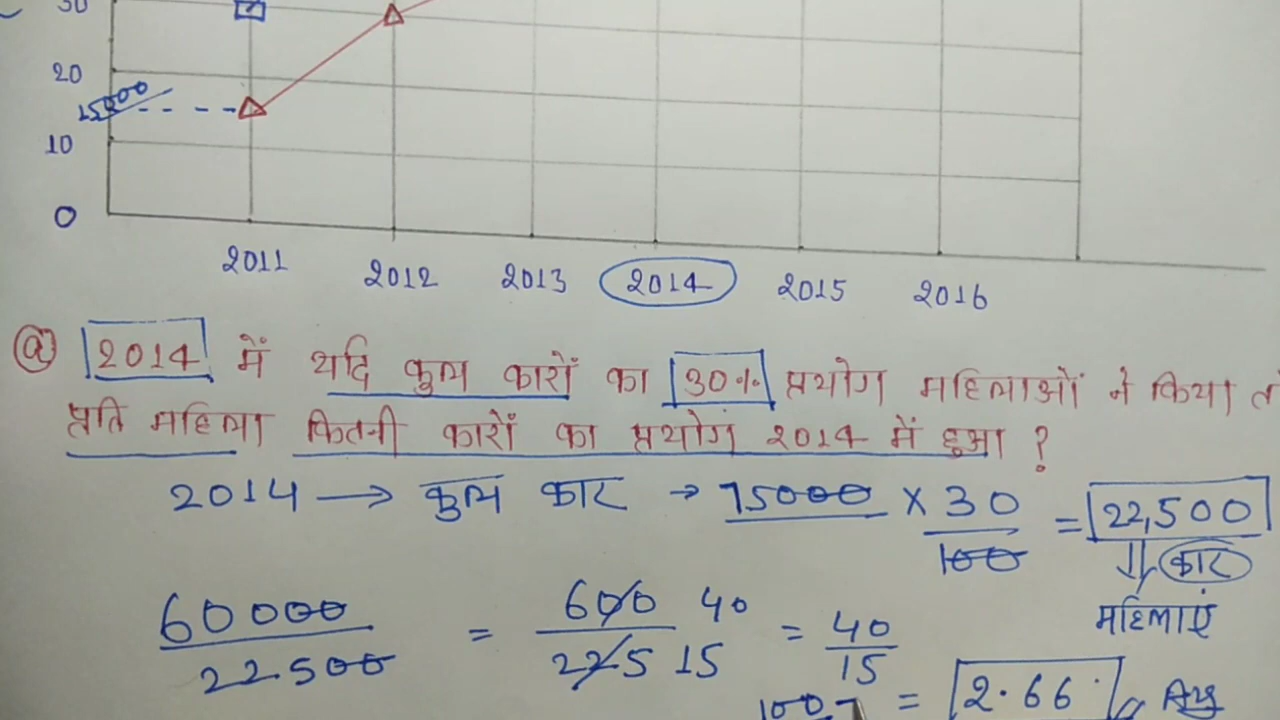 30
20
15000
10
0
2011 2012 2013 2014 2015 2016
@ 2014 में यदि कुल कारों का 30% प्रयोग महिलाओं ने किया तो
प्रति महिला कितनी कारों का प्रयोग 2014 में हुआ ?
2014 → कुल कार → 75000 × 30/100 = 22,500
कार
महिलाएं
60000/22500 = 600/225 40/15 = 40/15
100 = 2.66 Ans